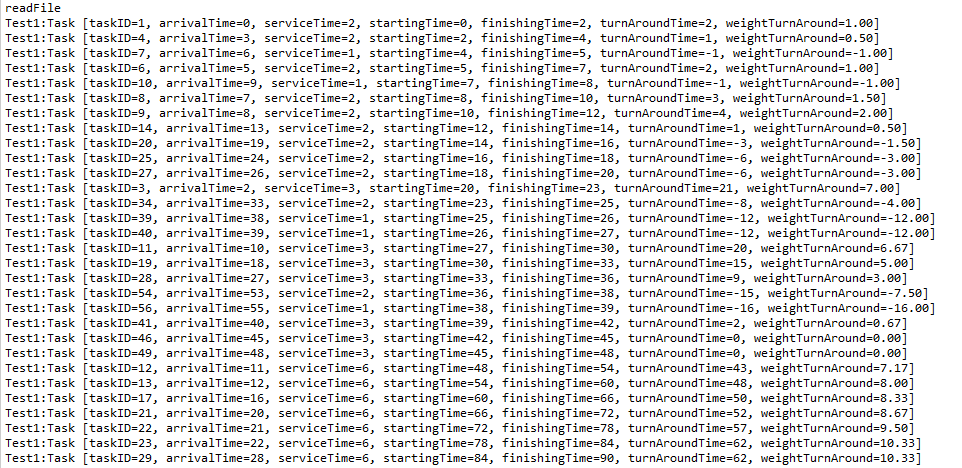 readFile
Test1:Task [taskID=1, arrivalTime=0, serviceTime=2, startingTime=0, finishingTime=2, turnAroundTime=2, weightTurnAround=1.00]
Test1:Task [taskID=4, arrivalTime=3, serviceTime=2, startingTime=2, finishingTime=4, turnAroundTime=1, weightTurnAround=0.50]
Test1:Task [taskID=7, arrivalTime=6, serviceTime=1, startingTime=4, finishingTime=5, turnAroundTime=-1, weightTurnAround=-1.00]
Test1:Task [taskID=6, arrivalTime=5, serviceTime=2, startingTime=5, finishingTime=7, turnAroundTime=2, weightTurnAround=1.00]
Test1:Task [taskID=10, arrivalTime=9, serviceTime=1, startingTime=7, finishingTime=8, turnAroundTime=-1, weightTurnAround=-1.00]
Test1:Task [taskID=8, arrivalTime=7, serviceTime=2, startingTime=8, finishingTime=10, turnAroundTime=3, weightTurnAround=1.50]
Test1:Task [taskID=9, arrivalTime=8, serviceTime=2, startingTime=10, finishingTime=12, turnAroundTime=4, weightTurnAround=2.00]
Test1:Task [taskID=14, arrivalTime=13, serviceTime=2, startingTime=12, finishingTime=14, turnAroundTime=1, weightTurnAround=0.50]
Test1:Task [taskID=20, arrivalTime=19, serviceTime=2, startingTime=14, finishingTime=16, turnAroundTime=-3, weightTurnAround=-1.50]
Test1:Task [taskID=25, arrivalTime=24, serviceTime=2, startingTime=16, finishingTime=18, turnAroundTime=-6, weightTurnAround=-3.00]
Test1:Task [taskID=27, arrivalTime=26, serviceTime=2, startingTime=18, finishingTime=20, turnAroundTime=-6, weightTurnAround=-3.00]
Test1:Task [taskID=3, arrivalTime=2, serviceTime=3, startingTime=20, finishingTime=23, turnAroundTime=21, weightTurnAround=7.00]
Test1:Task [taskID=34, arrivalTime=33, serviceTime=2, startingTime=23, finishingTime=25, turnAroundTime=-8, weightTurnAround=-4.00]
Test1:Task [taskID=39, arrivalTime=38, serviceTime=1, startingTime=25, finishingTime=26, turnAroundTime=-12, weightTurnAround=-12.00]
Test1:Task [taskID=40, arrivalTime=39, serviceTime=1, startingTime=26, finishingTime=27, turnAroundTime=-12, weightTurnAround=-12.00]
Test1:Task [taskID=11, arrivalTime=10, serviceTime=3, startingTime=27, finishingTime=30, turnAroundTime=20, weightTurnAround=6.67]
Test1:Task [taskID=19, arrivalTime=18, serviceTime=3, startingTime=30, finishingTime=33, turnAroundTime=15, weightTurnAround=5.00]
Test1:Task [taskID=28, arrivalTime=27, serviceTime=3, startingTime=33, finishingTime=36, turnAroundTime=9, weightTurnAround=3.00]
Test1:Task [taskID=54, arrivalTime=53, serviceTime=2, startingTime=36, finishingTime=38, turnAroundTime=-15, weightTurnAround=-7.50]
Test1:Task [taskID=56, arrivalTime=55, serviceTime=1, startingTime=38, finishingTime=39, turnAroundTime=-16, weightTurnAround=-16.00]
Test1:Task [taskID=41, arrivalTime=40, serviceTime=3, startingTime=39, finishingTime=42, turnAroundTime=2, weightTurnAround=0.67]
Test1:Task [taskID=46, arrivalTime=45, serviceTime=3, startingTime=42, finishingTime=45, turnAroundTime=0, weightTurnAround=0.00]
Test1:Task [taskID=49, arrivalTime=48, serviceTime=3, startingTime=45, finishingTime=48, turnAroundTime=0, weightTurnAround=0.00]
Test1:Task [taskID=12, arrivalTime=11, serviceTime=6, startingTime=48, finishingTime=54, turnAroundTime=43, weightTurnAround=7.17]
Test1:Task [taskID=13, arrivalTime=12, serviceTime=6, startingTime=54, finishingTime=60, turnAroundTime=48, weightTurnAround=8.00]
Test1:Task [taskID=17, arrivalTime=16, serviceTime=6, startingTime=60, finishingTime=66, turnAroundTime=50, weightTurnAround=8.33]
Test1:Task [taskID=21, arrivalTime=20, serviceTime=6, startingTime=66, finishingTime=72, turnAroundTime=52, weightTurnAround=8.67]
Test1:Task [taskID=22, arrivalTime=21, serviceTime=6, startingTime=72, finishingTime=78, turnAroundTime=57, weightTurnAround=9.50]
Test1:Task [taskID=23, arrivalTime=22, serviceTime=6, startingTime=78, finishingTime=84, turnAroundTime=62, weightTurnAround=10.33]
Test1:Task [taskID=29, arrivalTime=28, serviceTime=6, startingTime=84, finishingTime=90, turnAroundTime=62, weightTurnAround=10.33]